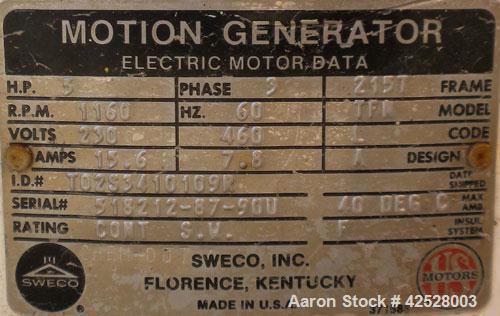 MOTION GENERATOR
ELECTRIC MOTOR DATA
H.P. 5 PHASE 3 215T FRAME
R.P.M. 1160 HZ. 60 MODEL
VOLTS 230 460 CODE
AMPS 15.6 7.8 A DESIGN
I.D.# T02S3410109R DATE SHIPPED
SERIAL# 518212-07-90U 40 DEG C MAX AMB.
RATING CONT S.V. F INSUL. SYSTEM
SWECO
SWECO, INC.
FLORENCE, KENTUCKY
MADE IN U.S.A.
US MOTORS
Aaron Stock # 42528003